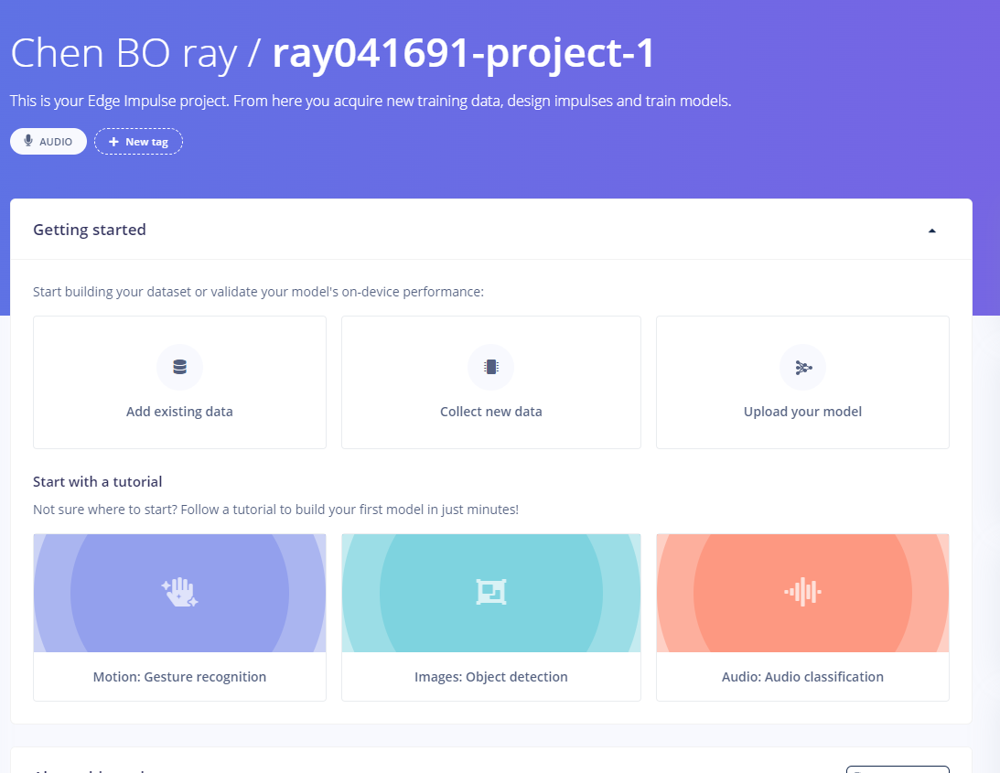 Chen BO ray / ray041691-project-1
This is your Edge Impulse project. From here you acquire new training data, design impulses and train models.
AUDIO
New tag
Getting started
Start building your dataset or validate your model's on-device performance:
Add existing data
Collect new data
Upload your model
Start with a tutorial
Not sure where to start? Follow a tutorial to build your first model in just minutes!
Motion: Gesture recognition
Images: Object detection
Audio: Audio classification